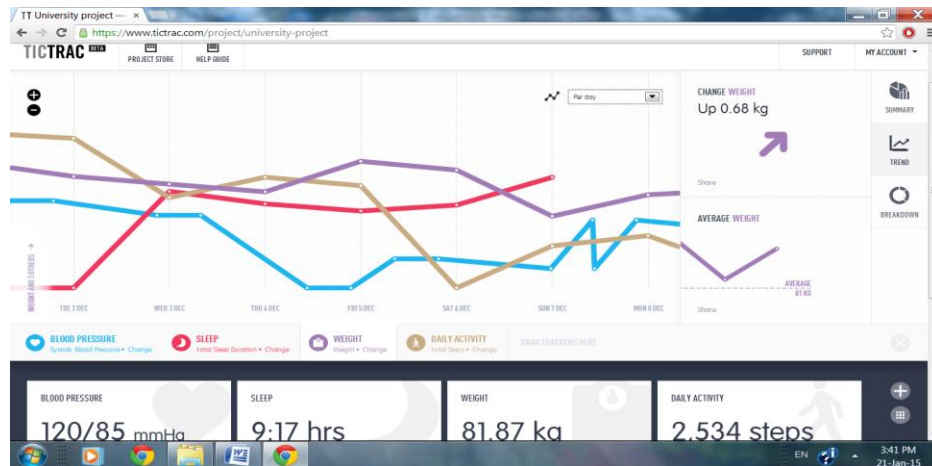 TT University project —
https://www.tictrac.com/project/university-project
TICTRAC BETA
PROJECT STORE
HELP GUIDE
SUPPORT
MY ACCOUNT
Per day
CHANGE WEIGHT
Up 0.68 kg
Share
SUMMARY
TREND
BREAKDOWN
AVERAGE WEIGHT
AVERAGE
81 KG
Share
WEIGHT AND 3 OTHERS
TUE 2 DEC
WED 3 DEC
THU 4 DEC
FRI 5 DEC
SAT 6 DEC
SUN 7 DEC
MON 8 DEC
BLOOD PRESSURE
Systolic Blood Pressure • Change
SLEEP
Total Sleep Duration • Change
WEIGHT
Weight • Change
DAILY ACTIVITY
Total Steps • Change
DRAG TRACKERS HERE
BLOOD PRESSURE
120/85 mmHg
SLEEP
9:17 hrs
WEIGHT
81.87 kg
DAILY ACTIVITY
2,534 steps
EN
3:41 PM
21-Jan-15